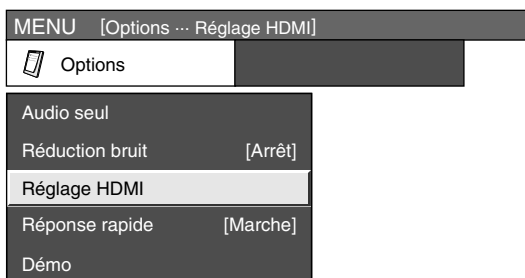 MENU [Options ··· Réglage HDMI]
Options
Audio seul
Réduction bruit [Arrêt]
Réglage HDMI
Réponse rapide [Marche]
Démo